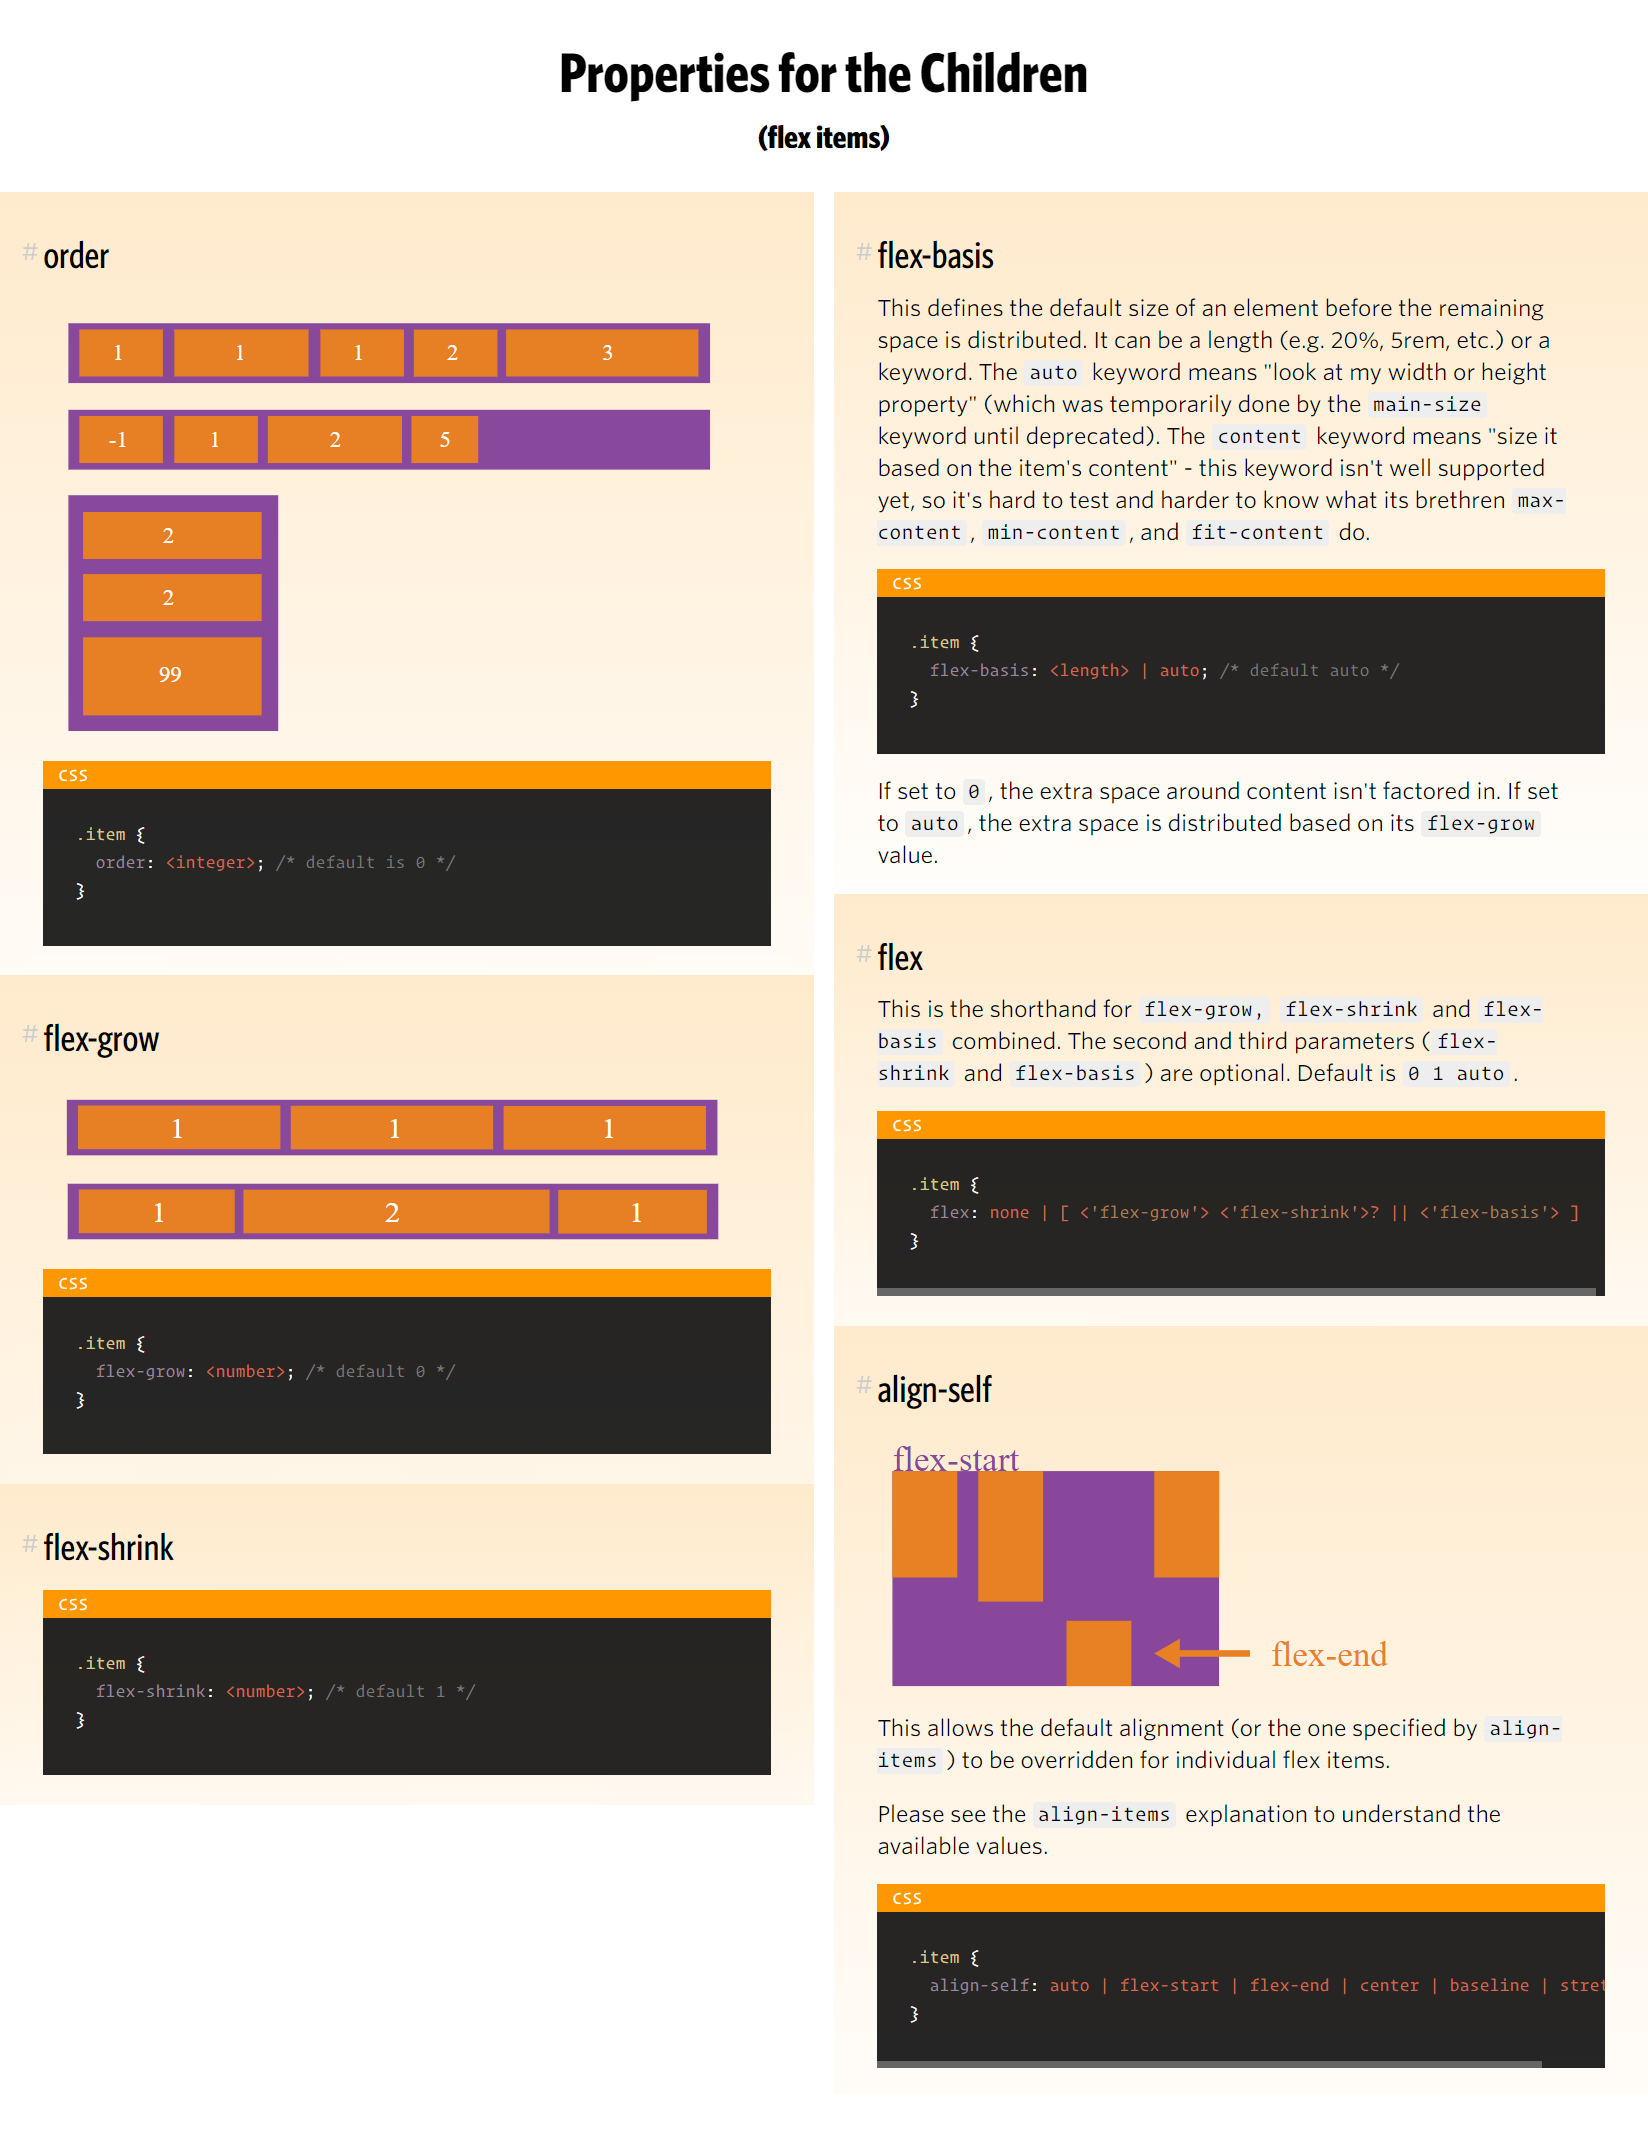 Properties for the Children
(flex items)
# order
1 1 1 2 3
-1 1 2 5
2
2
99
CSS
.item {
order: <integer>; /* default is 0 */
}
# flex-grow
1 1 1
1 2 1
CSS
.item {
flex-grow: <number>; /* default 0 */
}
# flex-shrink
CSS
.item {
flex-shrink: <number>; /* default 1 */
}
# flex-basis
This defines the default size of an element before the remaining
space is distributed. It can be a length (e.g. 20%, 5rem, etc.) or a
keyword. The auto keyword means "look at my width or height
property" (which was temporarily done by the main-size
keyword until deprecated). The content keyword means "size it
based on the item's content" - this keyword isn't well supported
yet, so it's hard to test and harder to know what its brethren max-
content, min-content, and fit-content do.
CSS
.item {
flex-basis: <length> | auto; /* default auto */
}
If set to 0, the extra space around content isn't factored in. If set
to auto, the extra space is distributed based on its flex-grow
value.
# flex
This is the shorthand for flex-grow, flex-shrink and flex-
basis combined. The second and third parameters (flex-
shrink and flex-basis) are optional. Default is 0 1 auto.
CSS
.item {
flex: none | [ <'flex-grow'> <'flex-shrink'>? || <'flex-basis'> ]
}
# align-self
flex-start
flex-end
This allows the default alignment (or the one specified by align-
items) to be overridden for individual flex items.
Please see the align-items explanation to understand the
available values.
CSS
.item {
align-self: auto | flex-start | flex-end | center | baseline | stret
}